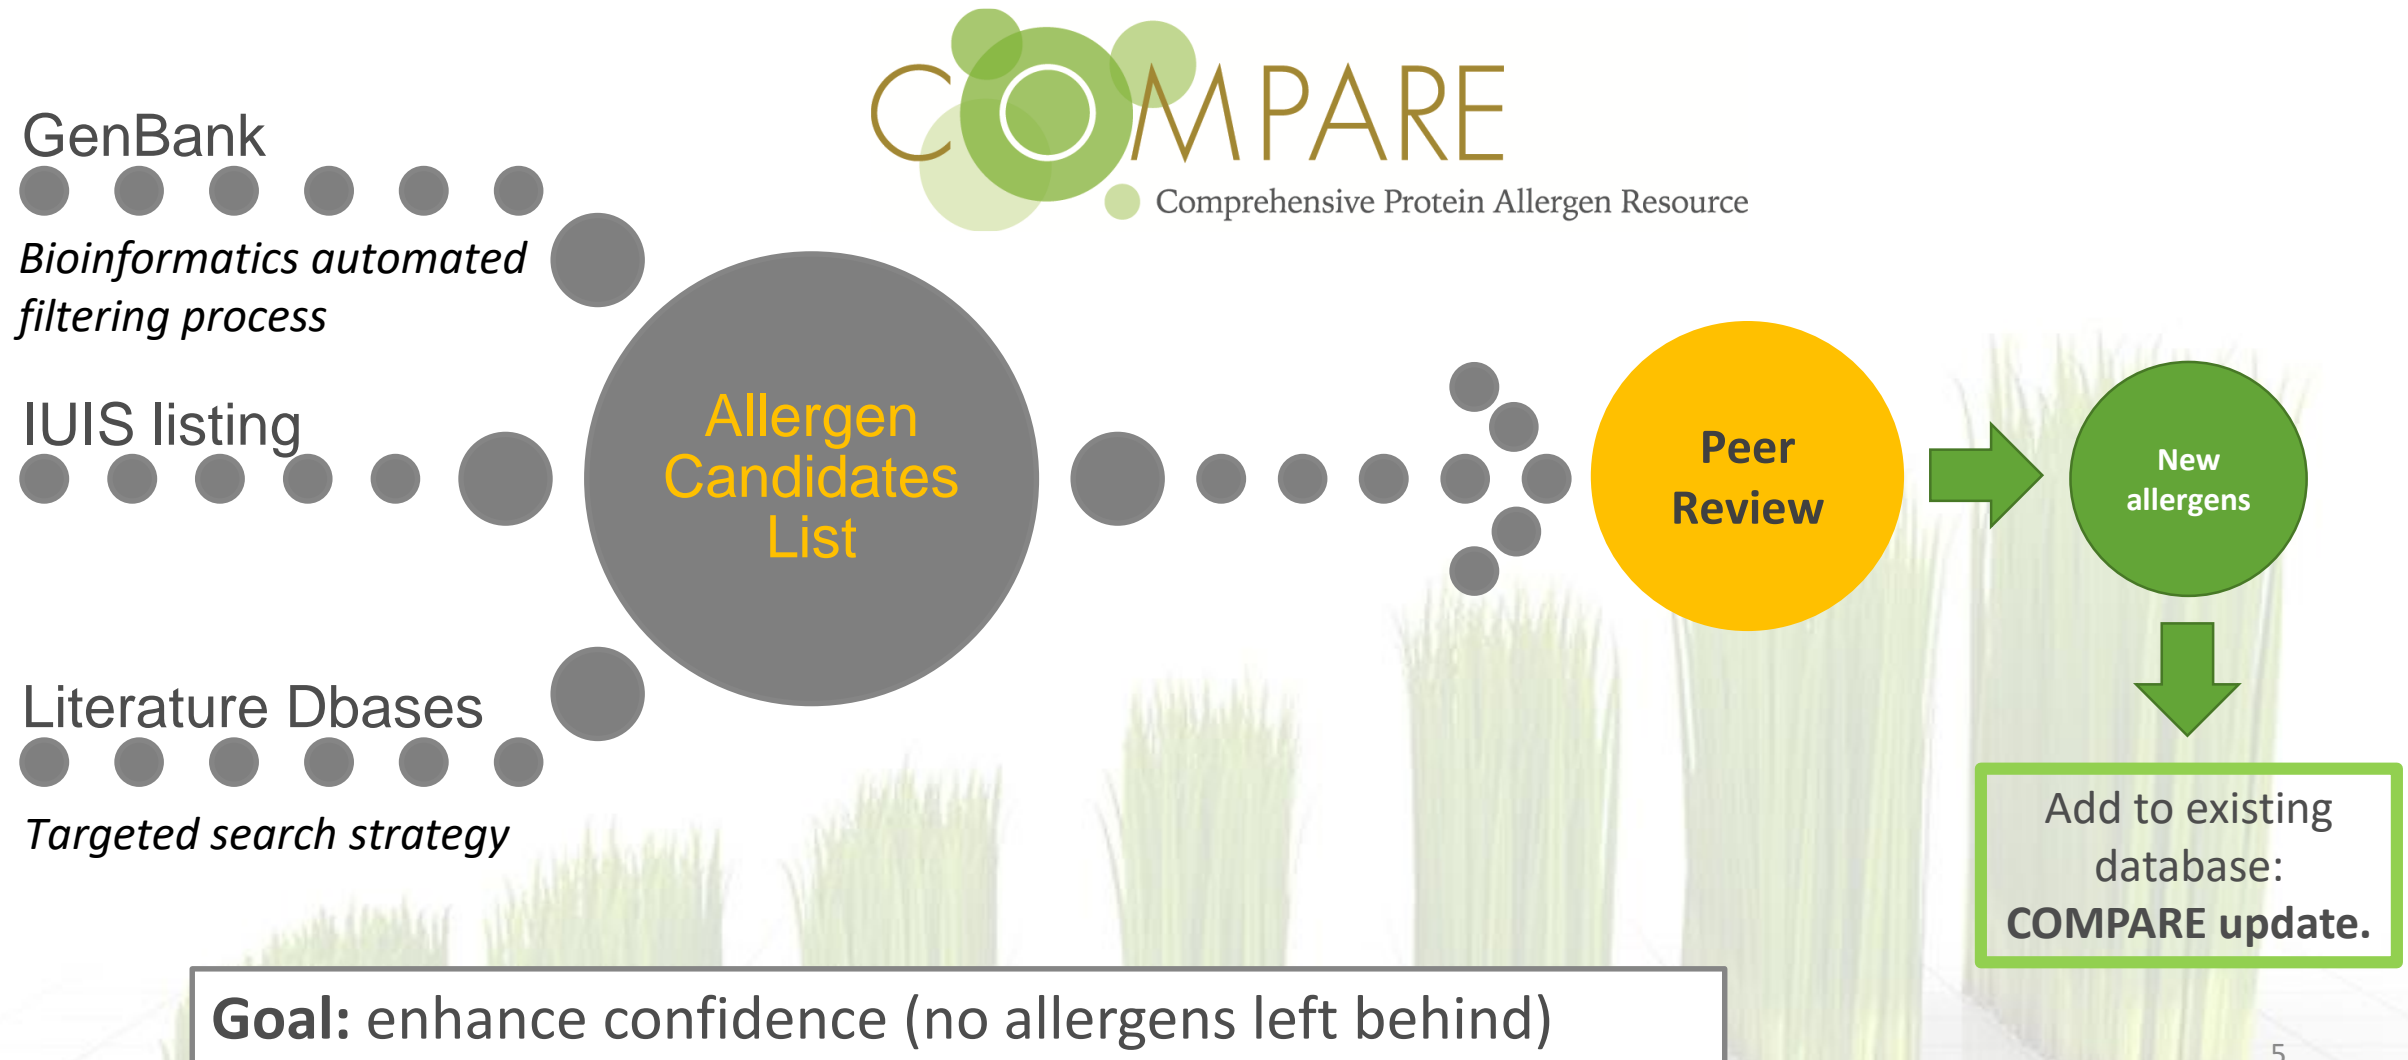 COMPARE
Comprehensive Protein Allergen Resource
GenBank
Bioinformatics automated
filtering process
IUIS listing
Literature Dbases
Targeted search strategy
Allergen
Candidates
List
Peer
Review
New
allergens
Add to existing
database:
COMPARE update.
Goal: enhance confidence (no allergens left behind)
5